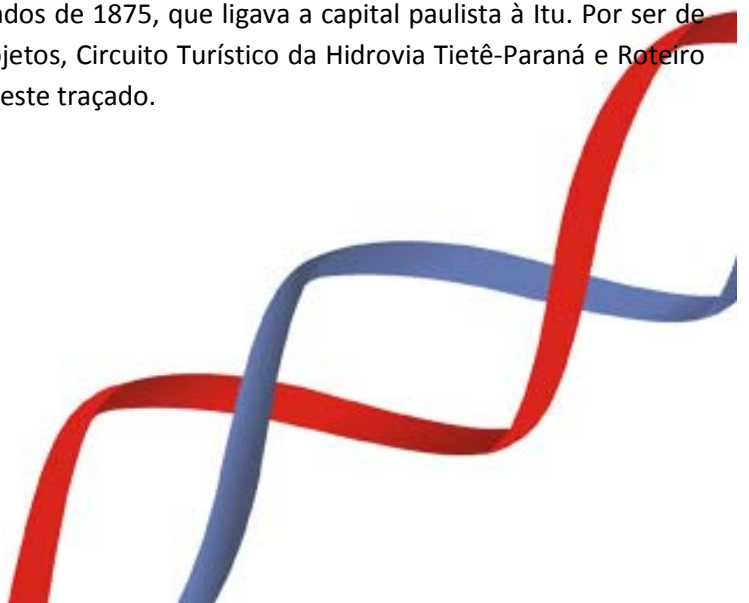 ados de 1875, que ligava a capital paulista à Itu. Por ser de
jetos, Circuito Turístico da Hidrovia Tietê-Paraná e Roteiro
este traçado.